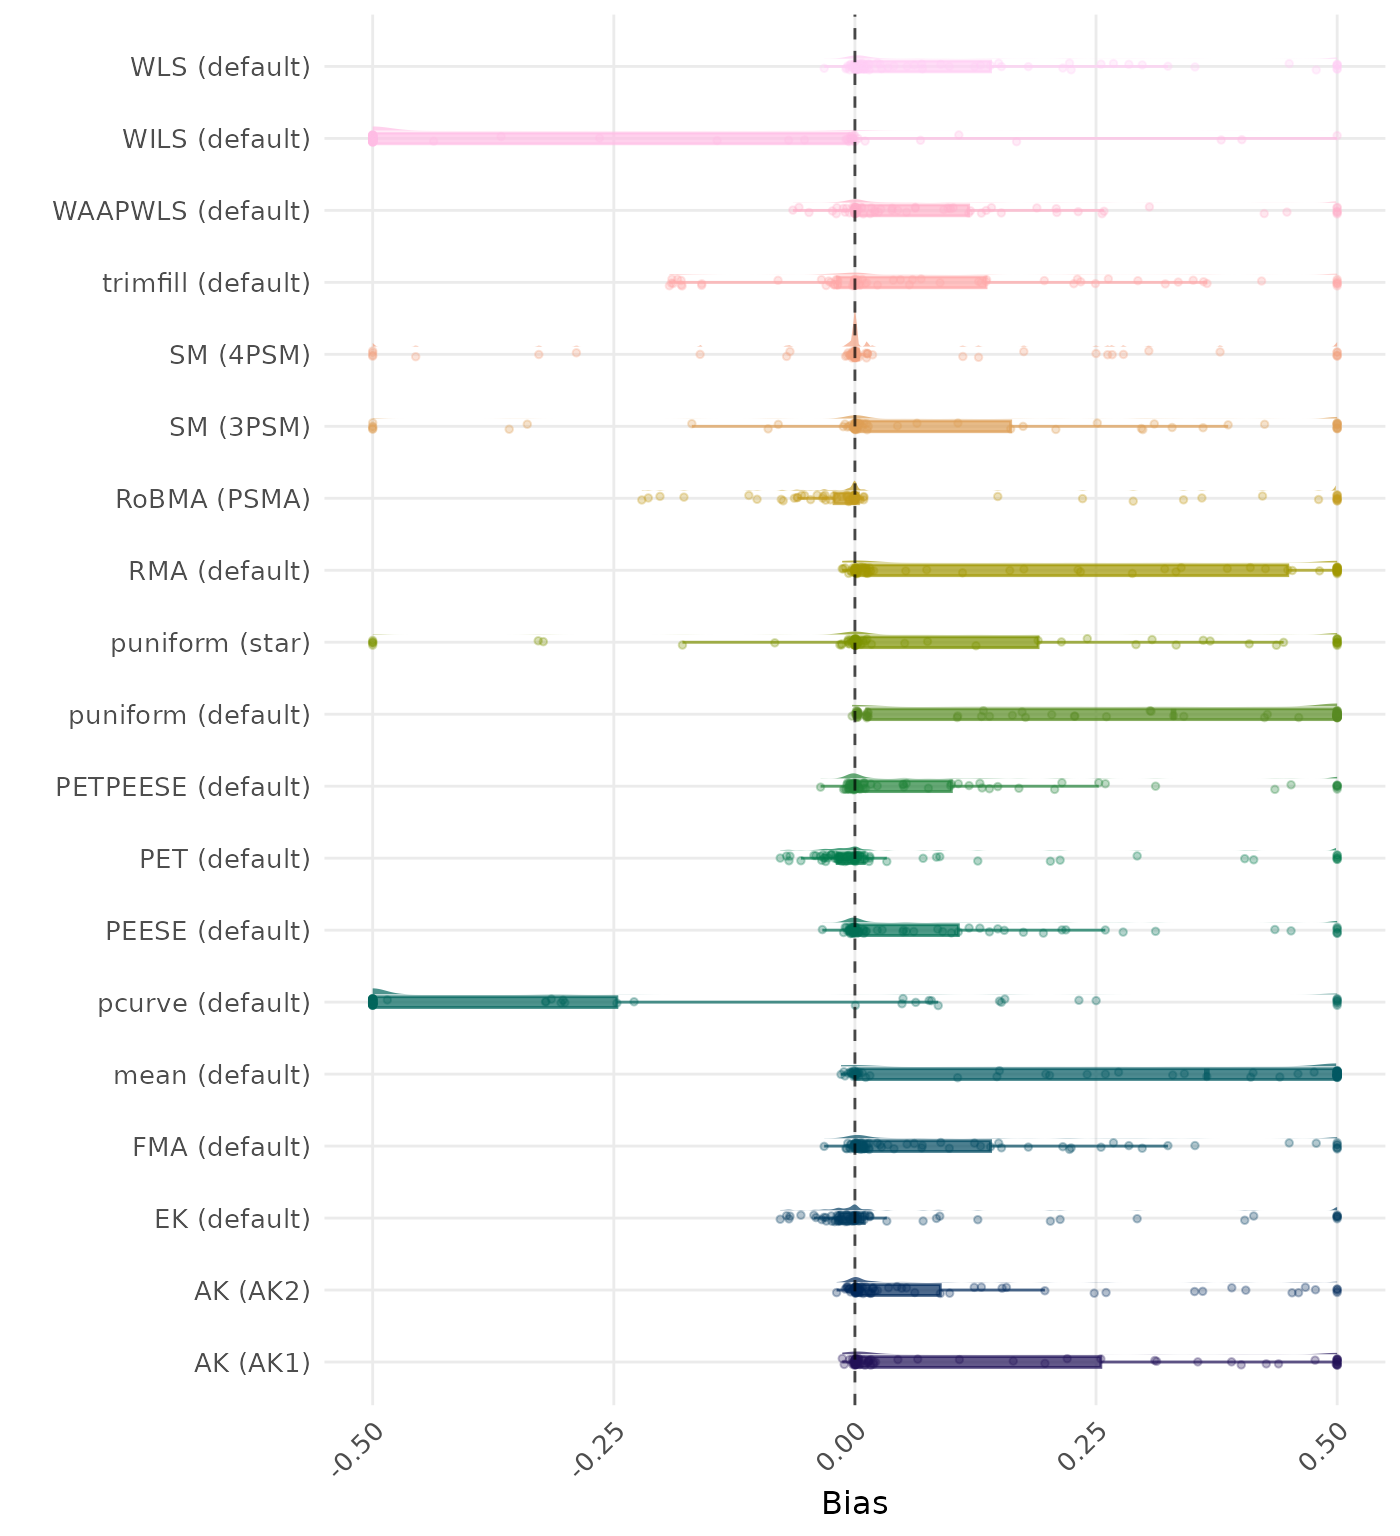 WLS (default)
WILS (default)
WAAPWLS (default)
trimfill (default)
SM (4PSM)
SM (3PSM)
RoBMA (PSMA)
RMA (default)
puniform (star)
puniform (default)
PETPEESE (default)
PET (default)
PEESE (default)
pcurve (default)
mean (default)
FMA (default)
EK (default)
AK (AK2)
AK (AK1)
-0.50 -0.25 0.00 0.25 0.50
Bias